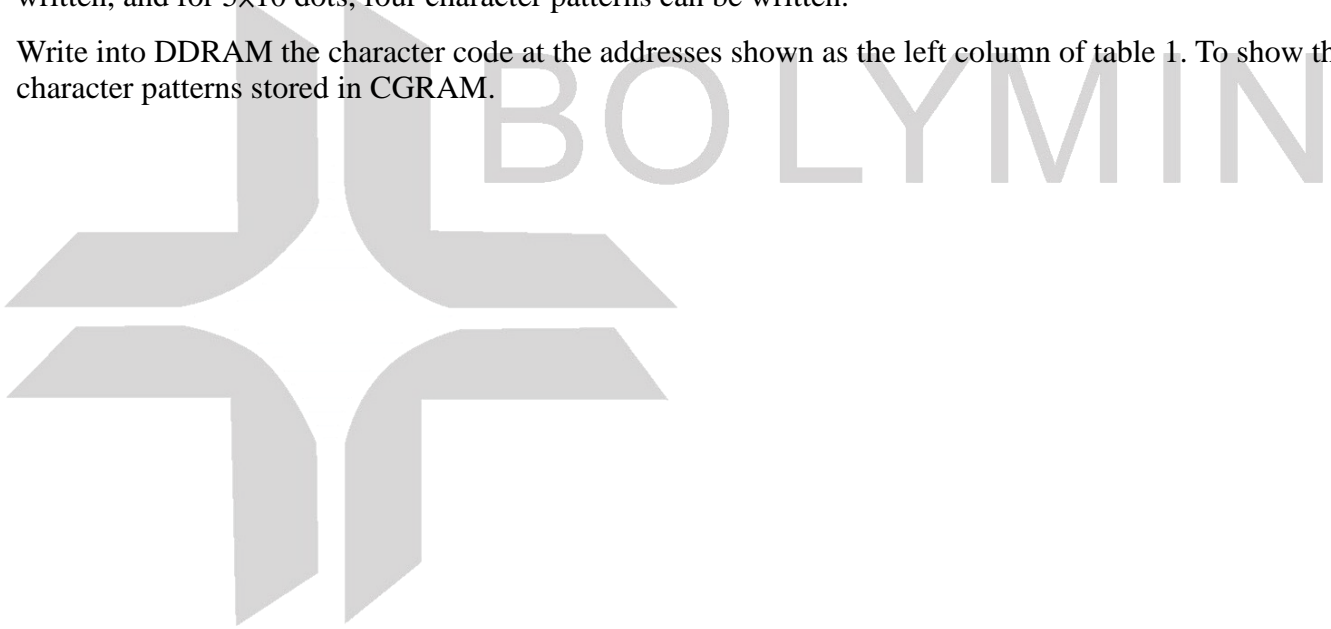 written, and for 5×10 dots, four character patterns can be written.
Write into DDRAM the character code at the addresses shown as the left column of table 1. To show
character patterns stored in CGRAM.
BOLYMIN